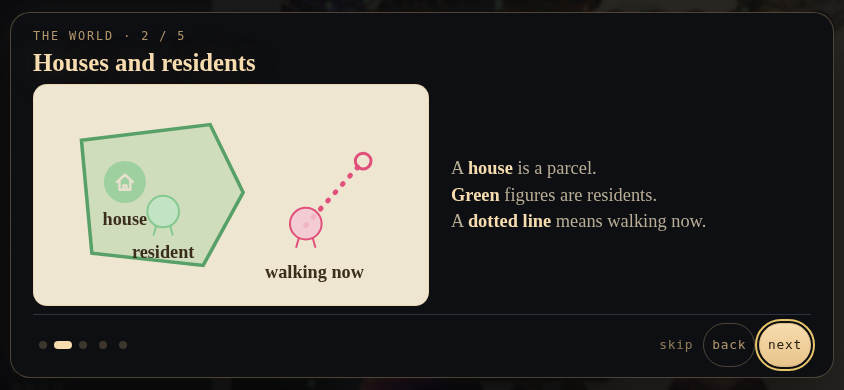 THE WORLD · 2 / 5
Houses and residents
house
resident
walking now
A house is a parcel.
Green figures are residents.
A dotted line means walking now.
skip
back
next